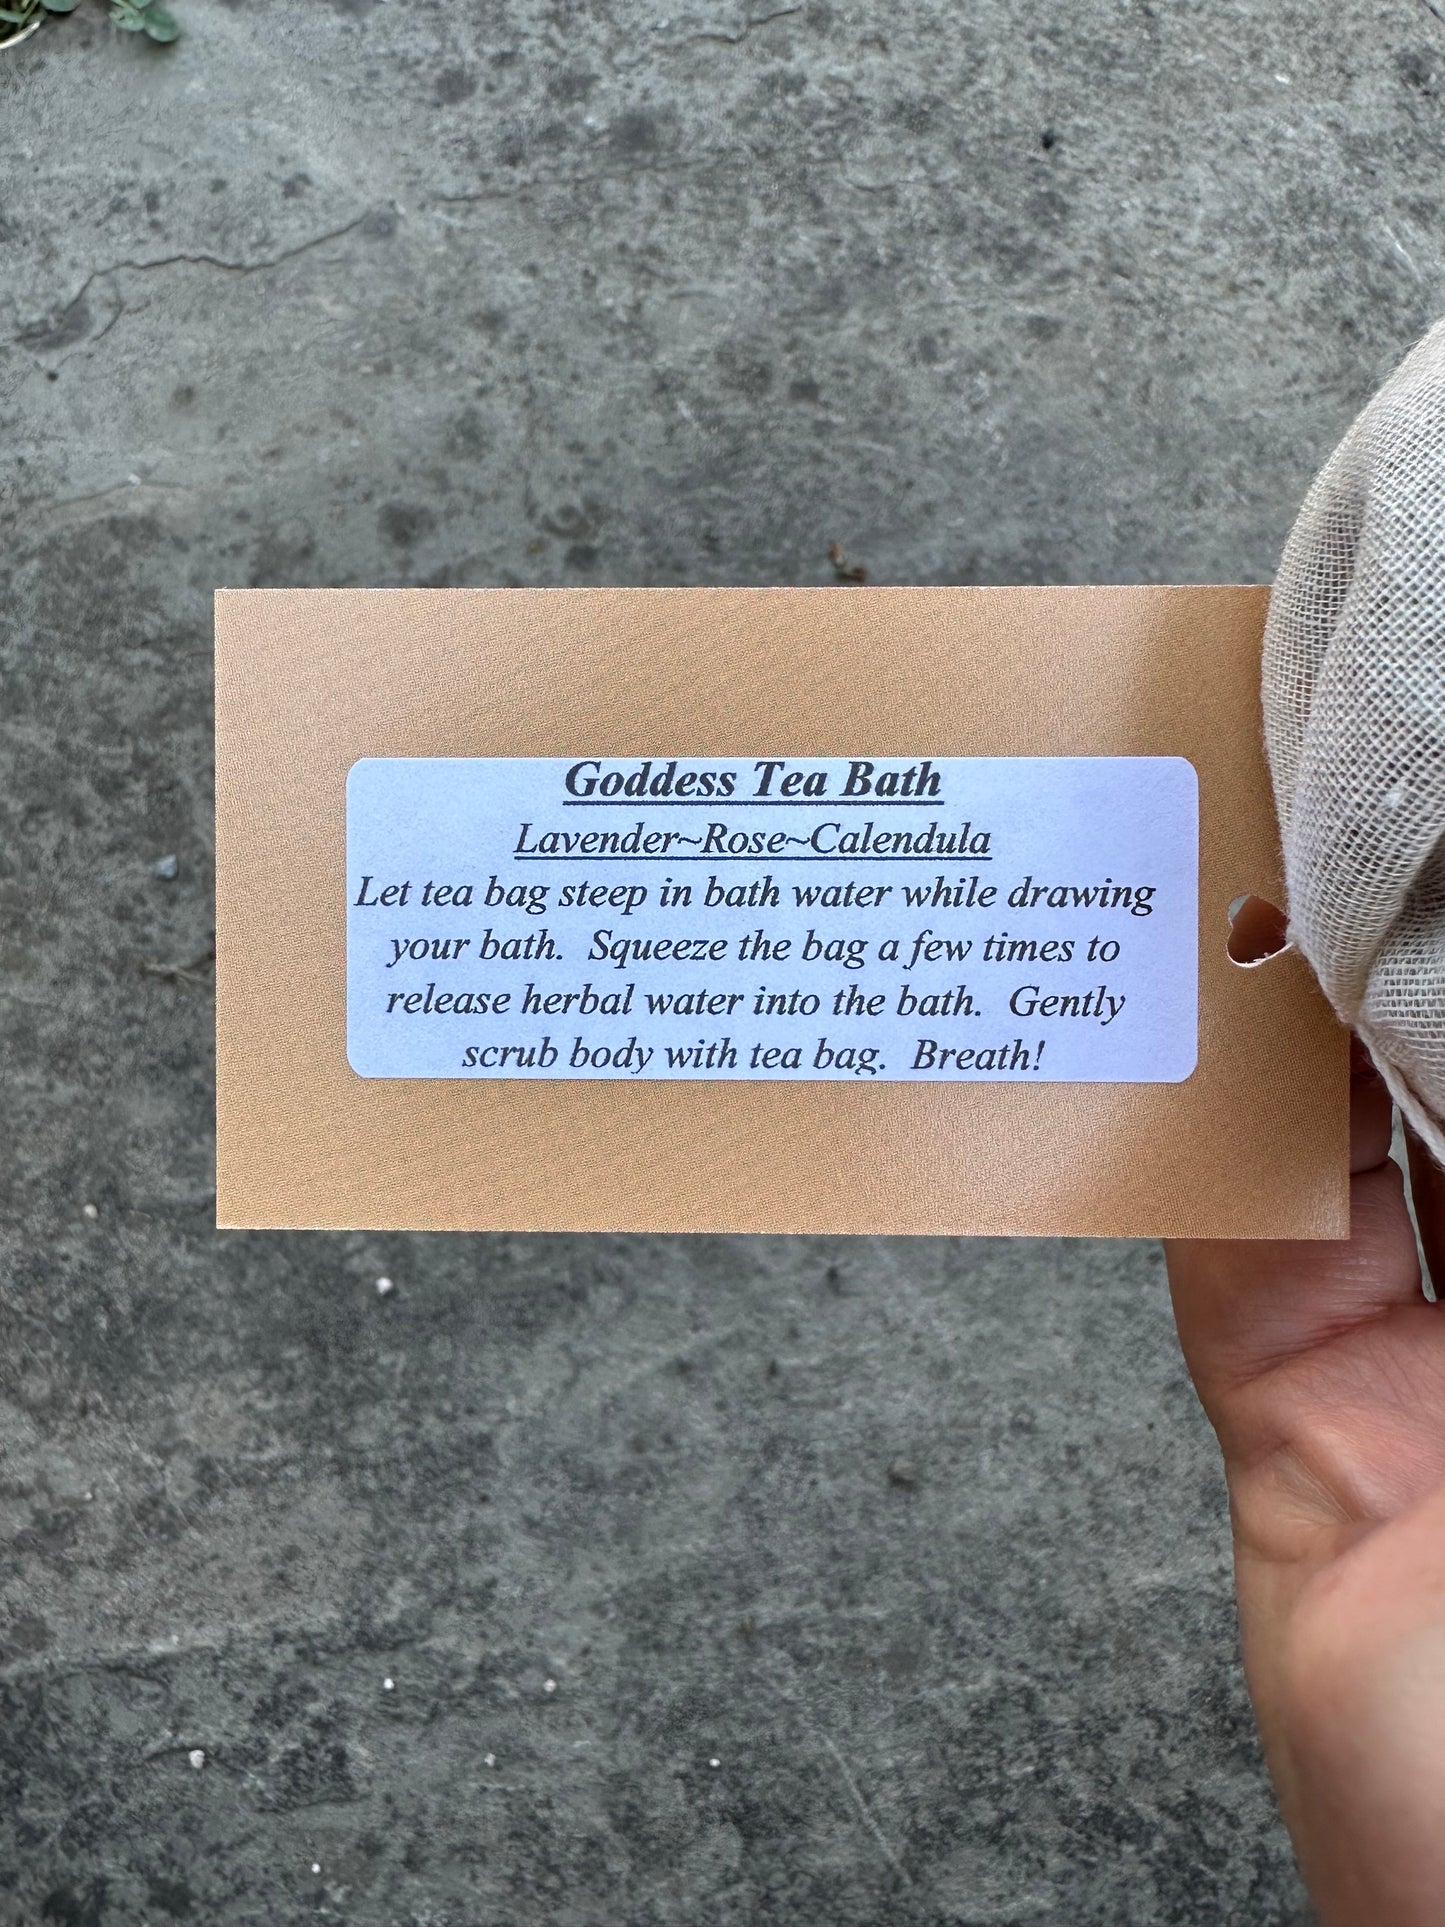 Goddess Tea Bath
Lavender~Rose~Calendula
Let tea bag steep in bath water while drawing
your bath.  Squeeze the bag a few times to
release herbal water into the bath.  Gently
scrub body with tea bag.  Breath!